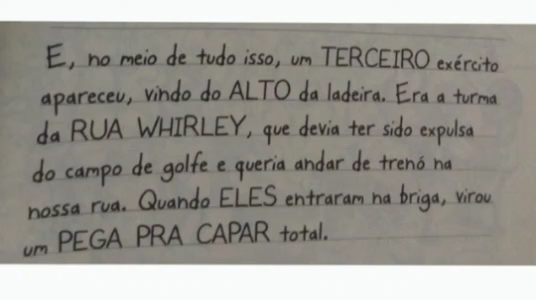 E, no meio de tudo isso, um TERCEIRO exército
apareceu, vindo do ALTO da ladeira. Era a turma
da RUA WHIRLEY, que devia ter sido expulsa
do campo de golfe e queria andar de trenó na
nossa rua. Quando ELES entraram na briga, virou
um PEGA PRA CAPAR total.